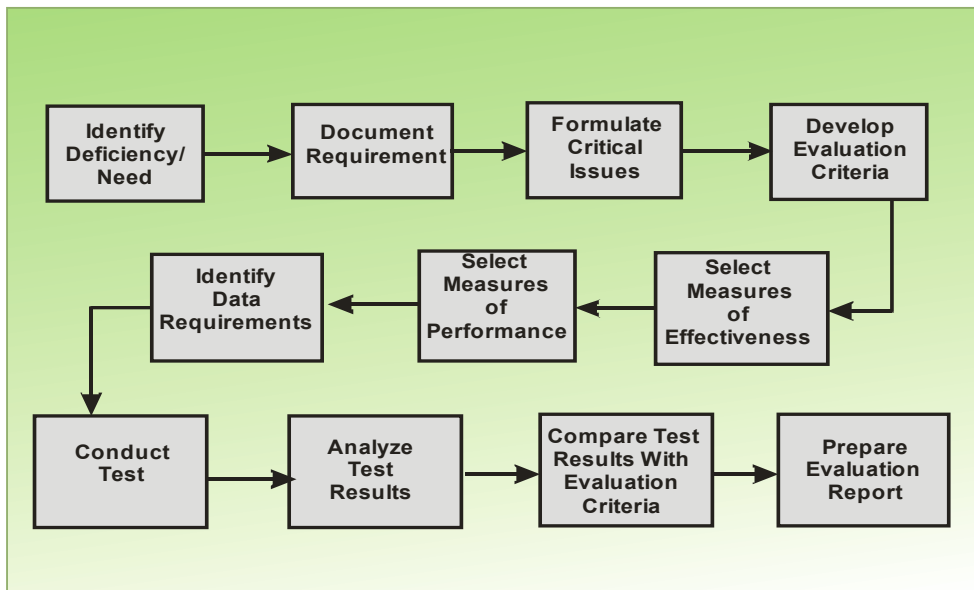 Identify
Deficiency/
Need
Document
Requirement
Formulate
Critical
Issues
Develop
Evaluation
Criteria
Select
Measures
of
Effectiveness
Select
Measures
of
Performance
Identify
Data
Requirements
Conduct
Test
Analyze
Test
Results
Compare Test
Results With
Evaluation
Criteria
Prepare
Evaluation
Report